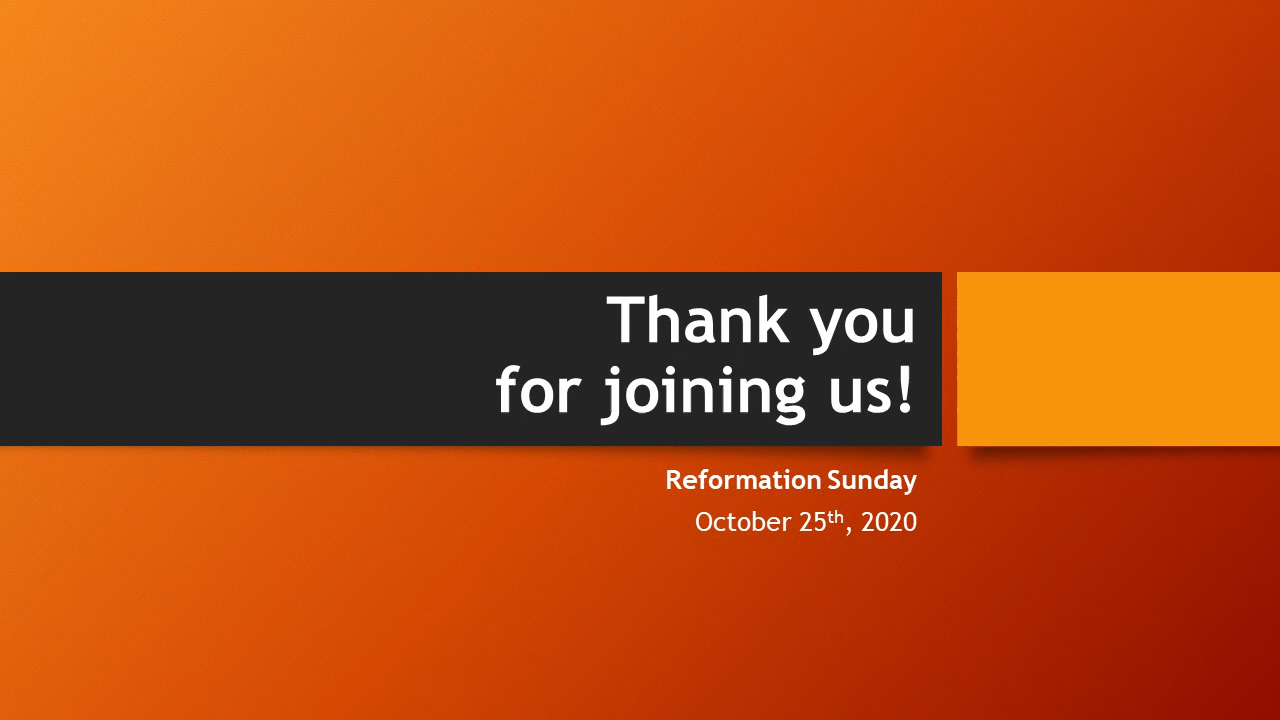 Thank you
for joining us!
Reformation Sunday
October 25th, 2020